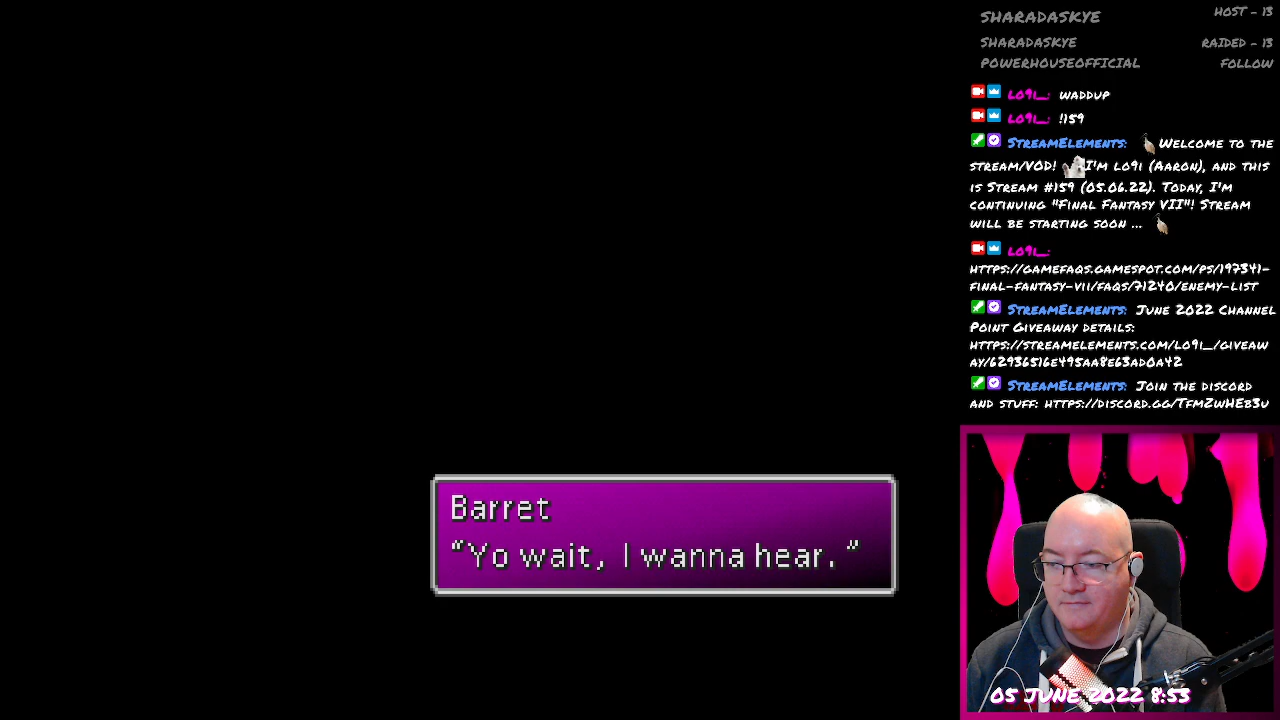 SHARADASKYE HOST - 13
SHARADASKYE RAIDED - 13
POWERHOUSEOFFICIAL FOLLOW
LO9I_: WADDUP
LO9I_: !159
STREAMELEMENTS: WELCOME TO THE
STREAM/VOD! I'M LO9I (AARON), AND THIS
IS STREAM #159 (05.06.22). TODAY, I'M
CONTINUING "FINAL FANTASY VII"! STREAM
WILL BE STARTING SOON ...
LO9I_:
HTTPS://GAMEFAQS.GAMESPOT.COM/PS/197341-
FINAL-FANTASY-VII/FAQS/71240/ENEMY-LIST
STREAMELEMENTS: JUNE 2022 CHANNEL
POINT GIVEAWAY DETAILS:
HTTPS://STREAMELEMENTS.COM/LO9I_/GIVEAW
AY/62936516E495AA8E63AD0A42
STREAMELEMENTS: JOIN THE DISCORD
AND STUFF: HTTPS://DISCORD.GG/TFMZWHEB3U
Barret
“Yo wait, I wanna hear.”
05 JUNE 2022 8:53